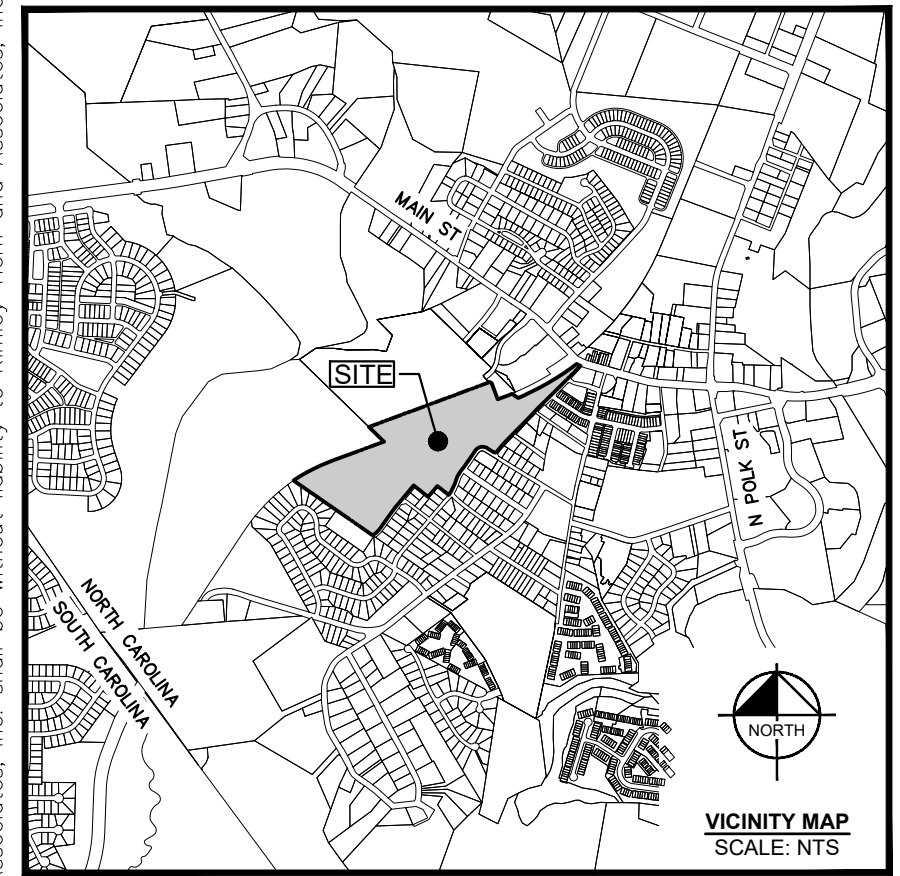 MAIN ST
SITE
N POLK ST
NORTH CAROLINA
SOUTH CAROLINA
NORTH
VICINITY MAP
SCALE: NTS